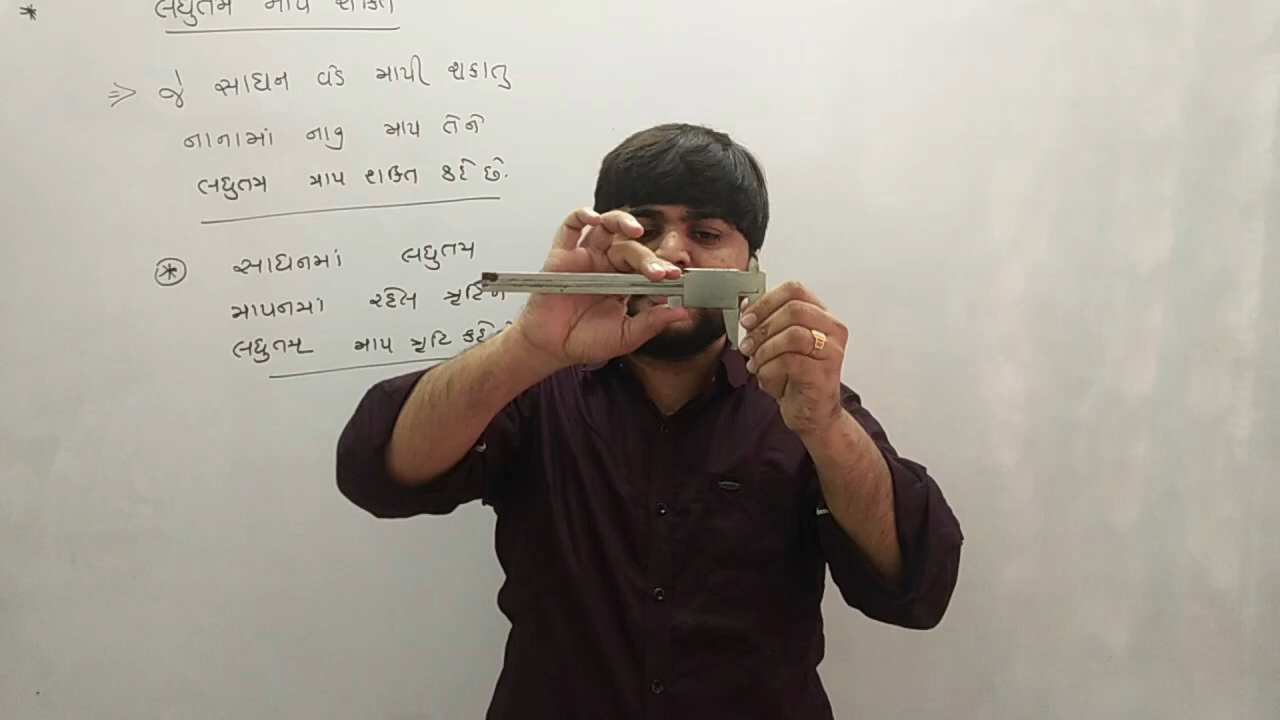 * લઘુતમ માપ શક્તિ
⇒ જે સાધન વડે માપી શકાતુ
નાનામાં નાનુ માપ તેને
લઘુતમ માપ શક્તિ કહે છે.
* સાધનમાં લઘુતમ
માપનમાં રહેલ ત્રુટિને
લઘુતમ માપ ત્રુટિ કહે